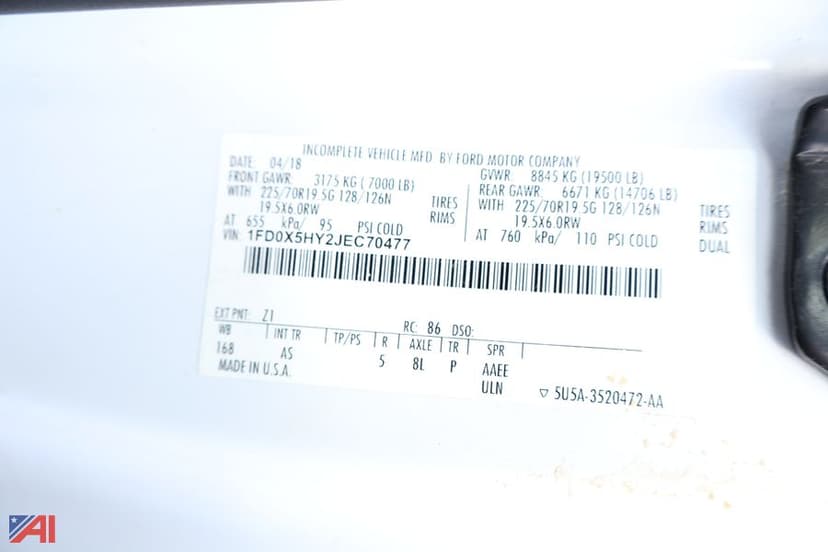 INCOMPLETE VEHICLE MFD BY FORD MOTOR COMPANY
DATE: 04/18 GVWR: 8845 KG (19500 LB)
FRONT GAWR: 3175 KG ( 7000 LB) REAR GAWR: 6671 KG (14706 LB)
WITH 225/70R19.5G 128/126N TIRES WITH 225/70R19.5G 128/126N TIRES
19.5X6.0RW RIMS 19.5X6.0RW RIMS
AT 655 kPa/ 95 PSI COLD AT 760 kPa/ 110 PSI COLD DUAL
VIN: 1FD0X5HY2JEC70477
EXT PNT: Z1 RC: 86 DSO:
WB INT TR TP/PS R AXLE TR SPR
168 AS 5 8L P AAEE
MADE IN U.S.A. ULN ▽ 5U5A-3520472-AA
AI